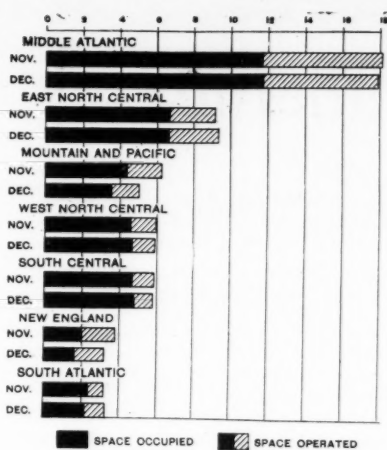 0 2 4 6 8 10 12 14 16 18
MIDDLE ATLANTIC
NOV.
DEC.
EAST NORTH CENTRAL
NOV.
DEC.
MOUNTAIN AND PACIFIC
NOV.
DEC.
WEST NORTH CENTRAL
NOV.
DEC.
SOUTH CENTRAL
NOV.
DEC.
NEW ENGLAND
NOV.
DEC.
SOUTH ATLANTIC
NOV.
DEC.
SPACE OCCUPIED SPACE OPERATED